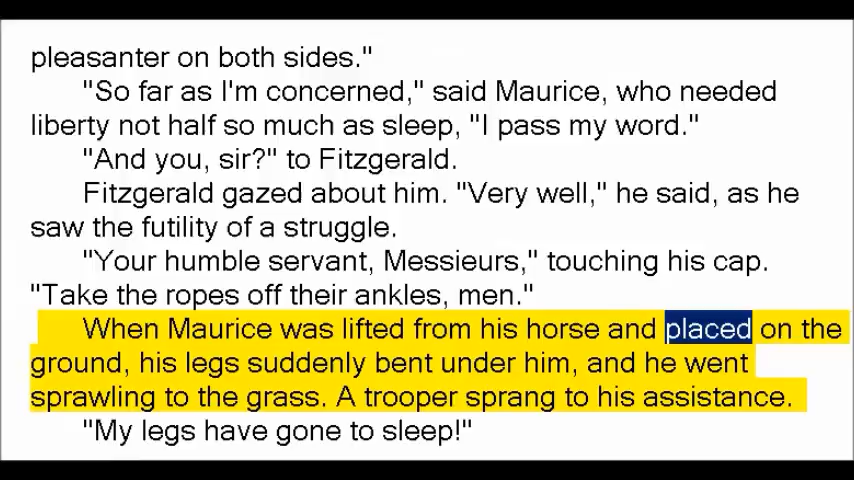 pleasanter on both sides."
"So far as I'm concerned," said Maurice, who needed
liberty not half so much as sleep, "I pass my word."
"And you, sir?" to Fitzgerald.
Fitzgerald gazed about him. "Very well," he said, as he
saw the futility of a struggle.
"Your humble servant, Messieurs," touching his cap.
"Take the ropes off their ankles, men."
When Maurice was lifted from his horse and placed on the
ground, his legs suddenly bent under him, and he went
sprawling to the grass. A trooper sprang to his assistance.
"My legs have gone to sleep!"